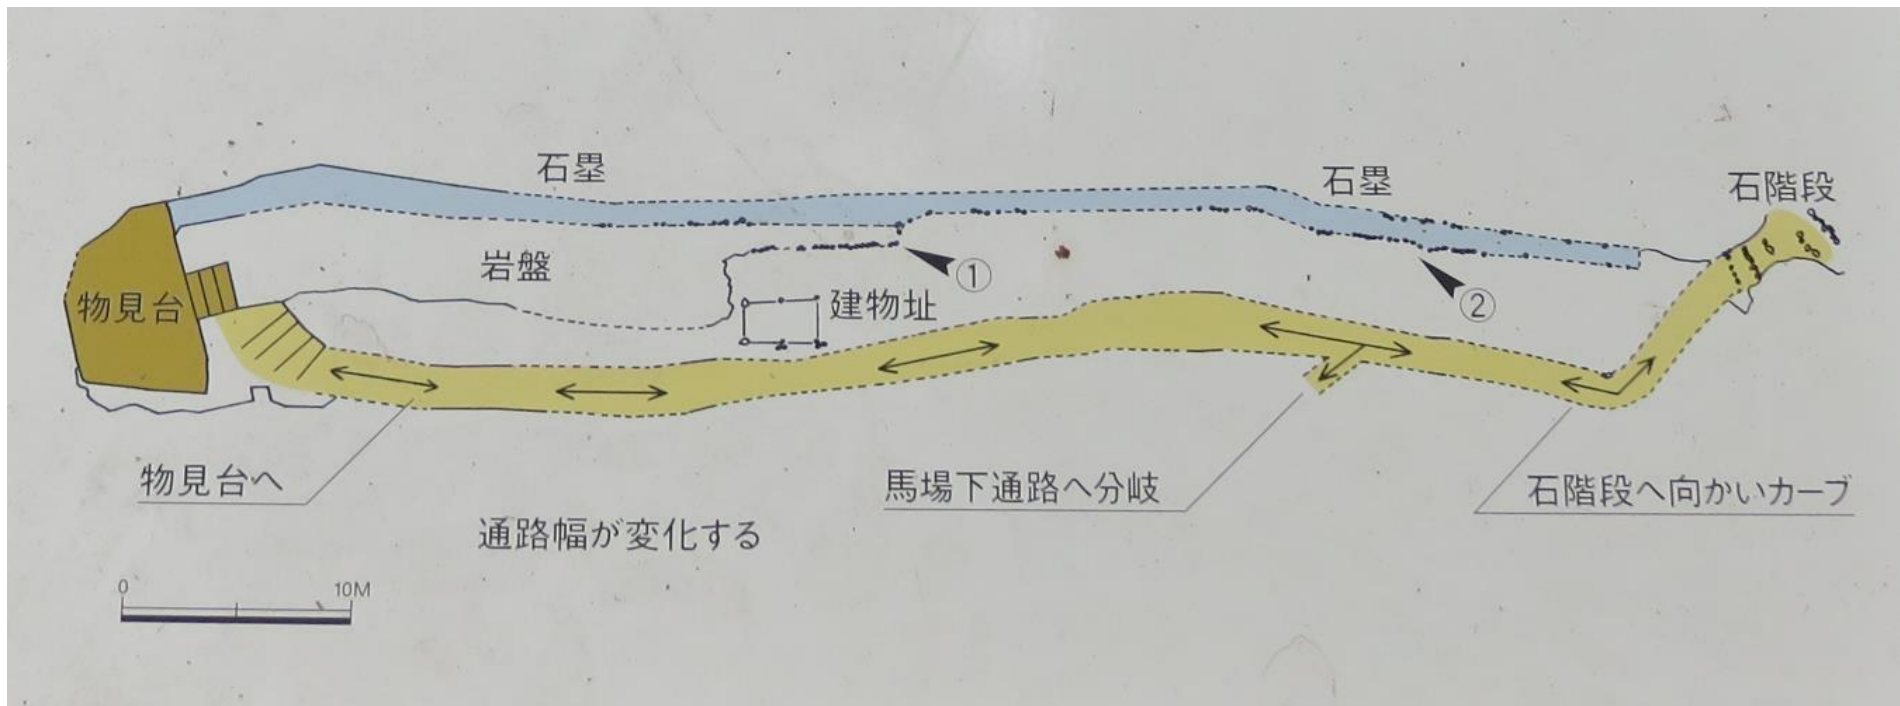 石塁
石塁
石階段
岩盤
物見台
①
建物址
②
物見台へ
馬場下通路へ分岐
石階段へ向かいカーブ
通路幅が変化する
0
10M